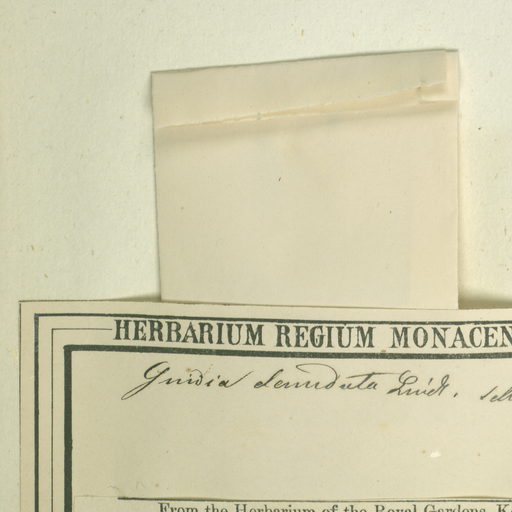 HERBARIUM REGIUM MONACEN
Gnidia denudata Lindl.
From the Herbarium of the Royal Gardens, K